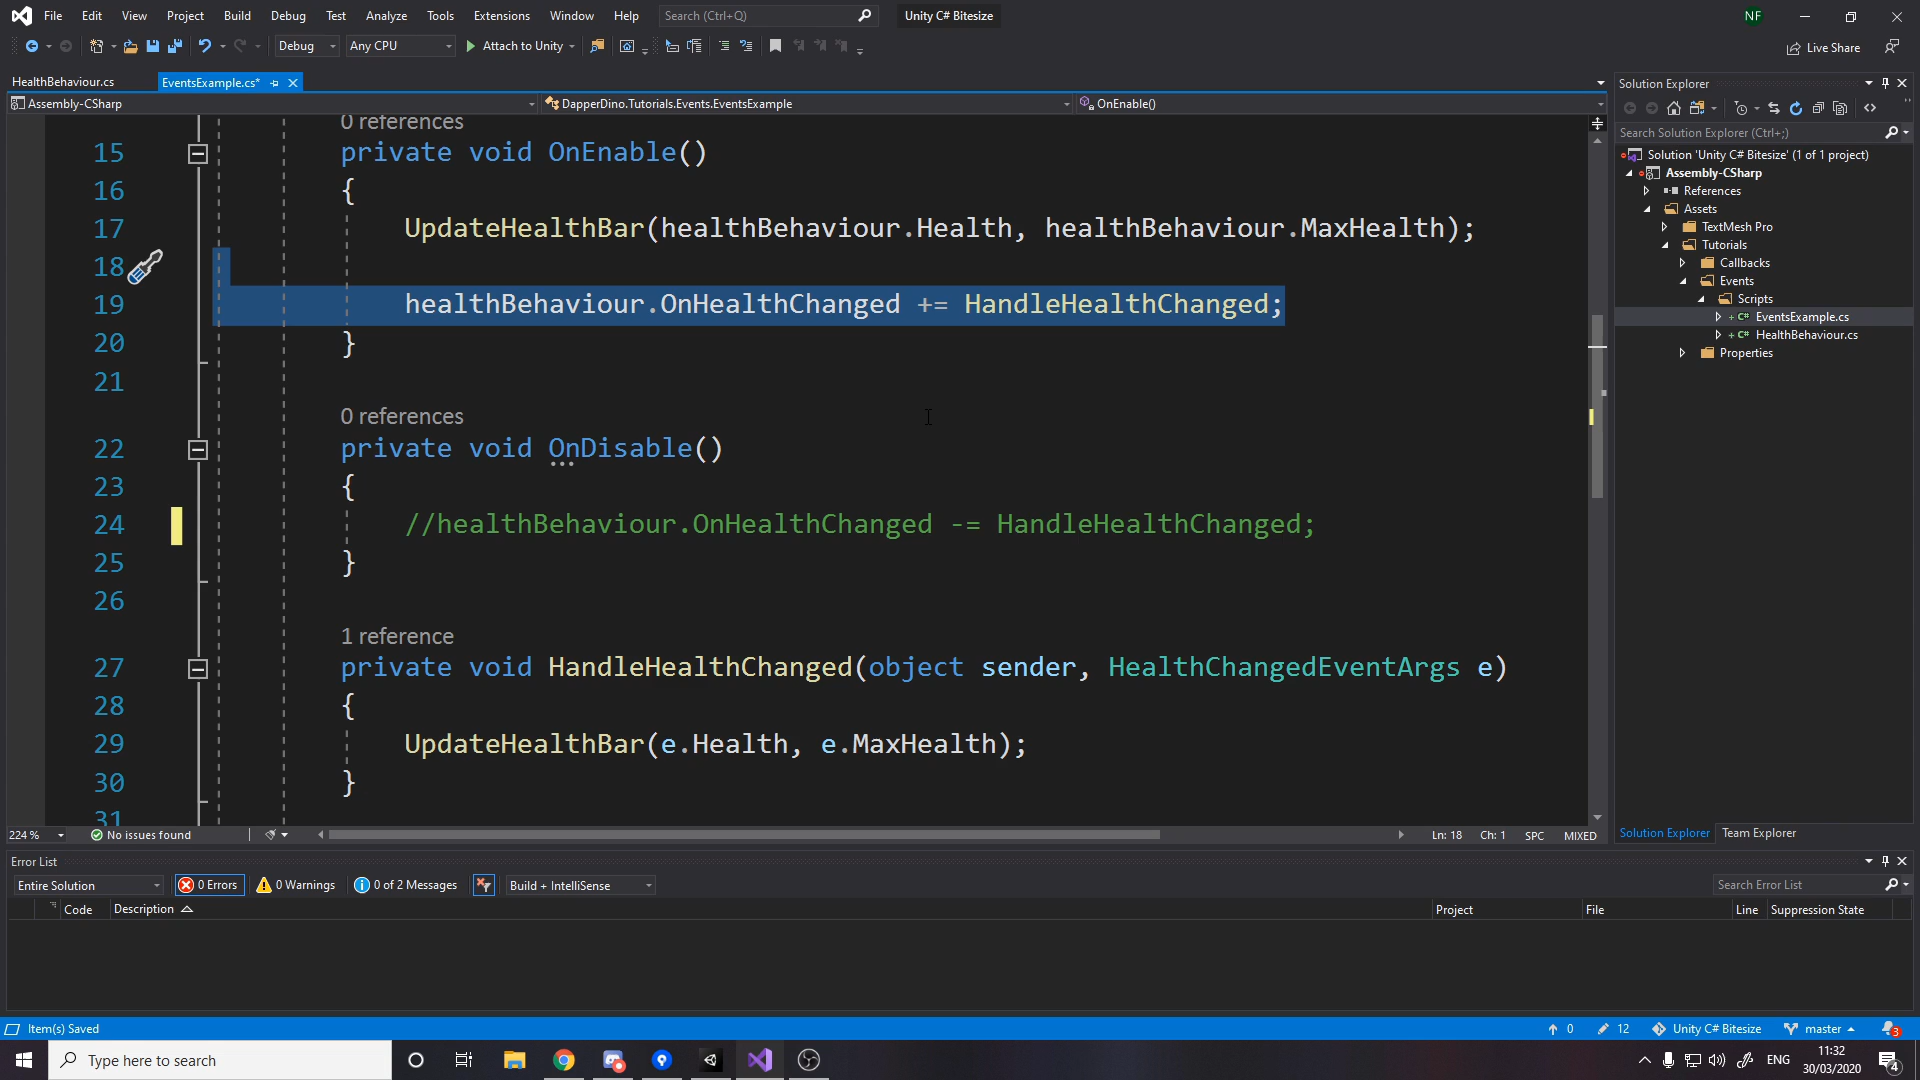 File Edit View Project Build Debug Test Analyze Tools Extensions Window Help Search (Ctrl+Q) Unity C# Bitesize NF
Debug Any CPU Attach to Unity Live Share
HealthBehaviour.cs EventsExample.cs*
Assembly-CSharp DapperDino.Tutorials.Events.EventsExample OnEnable()
0 references
15 private void OnEnable()
16 {
17 UpdateHealthBar(healthBehaviour.Health, healthBehaviour.MaxHealth);
18
19 healthBehaviour.OnHealthChanged += HandleHealthChanged;
20 }
21
0 references
22 private void OnDisable()
23 {
24 //healthBehaviour.OnHealthChanged -= HandleHealthChanged;
25 }
26
1 reference
27 private void HandleHealthChanged(object sender, HealthChangedEventArgs e)
28 {
29 UpdateHealthBar(e.Health, e.MaxHealth);
30 }
31
224 % No issues found Ln: 18 Ch: 1 SPC MIXED
Solution Explorer
Search Solution Explorer (Ctrl+;)
Solution 'Unity C# Bitesize' (1 of 1 project)
Assembly-CSharp
References
Assets
TextMesh Pro
Tutorials
Callbacks
Events
Scripts
C# EventsExample.cs
C# HealthBehaviour.cs
Properties
Solution Explorer Team Explorer
Error List
Entire Solution 0 Errors 0 Warnings 0 of 2 Messages Build + IntelliSense Search Error List
Code Description Project File Line Suppression State
Item(s) Saved 0 12 Unity C# Bitesize master 3
Type here to search ENG 11:32
30/03/2020 4